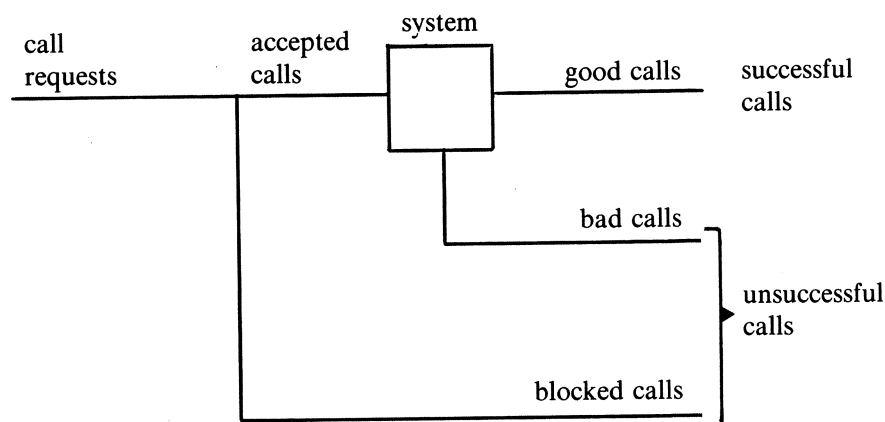 system
call
requests
accepted
calls
good calls
successful
calls
bad calls
unsuccessful
calls
blocked calls